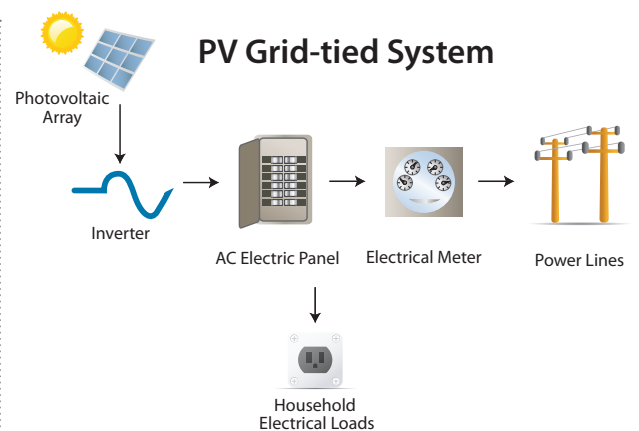 PV Grid-tied System
Photovoltaic
Array
Inverter
AC Electric Panel
Electrical Meter
Power Lines
Household
Electrical Loads